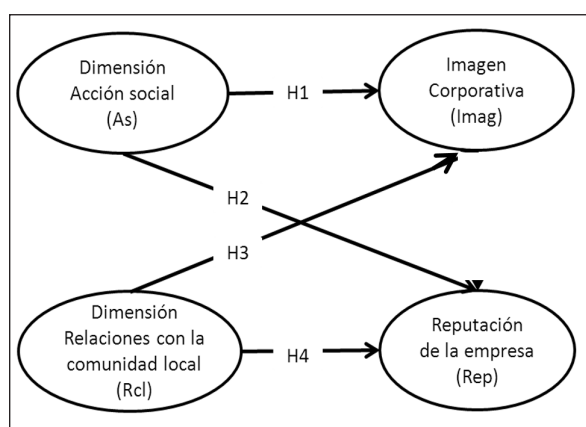 Dimensión
Acción social
(As)
H1
Imagen
Corporativa
(Imag)
H2
H3
Dimensión
Relaciones con la
comunidad local
(Rcl)
H4
Reputación
de la empresa
(Rep)